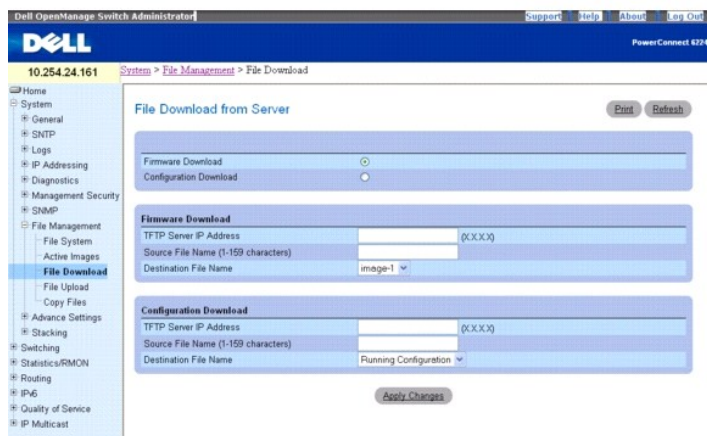 Dell OpenManage Switch Administrator
Support Help About Log Out
DELL
PowerConnect 6224
10.254.24.161
System > File Management > File Download
Home
System
General
SNTP
Logs
IP Addressing
Diagnostics
Management Security
SNMP
File Management
File System
Active Images
File Download
File Upload
Copy Files
Advance Settings
Stacking
Switching
Statistics/RMON
Routing
IPv6
Quality of Service
IP Multicast
File Download from Server
Print Refresh
Firmware Download
Configuration Download
Firmware Download
TFTP Server IP Address (X.X.X.X)
Source File Name (1-159 characters)
Destination File Name image-1
Configuration Download
TFTP Server IP Address (X.X.X.X)
Source File Name (1-159 characters)
Destination File Name Running Configuration
Apply Changes